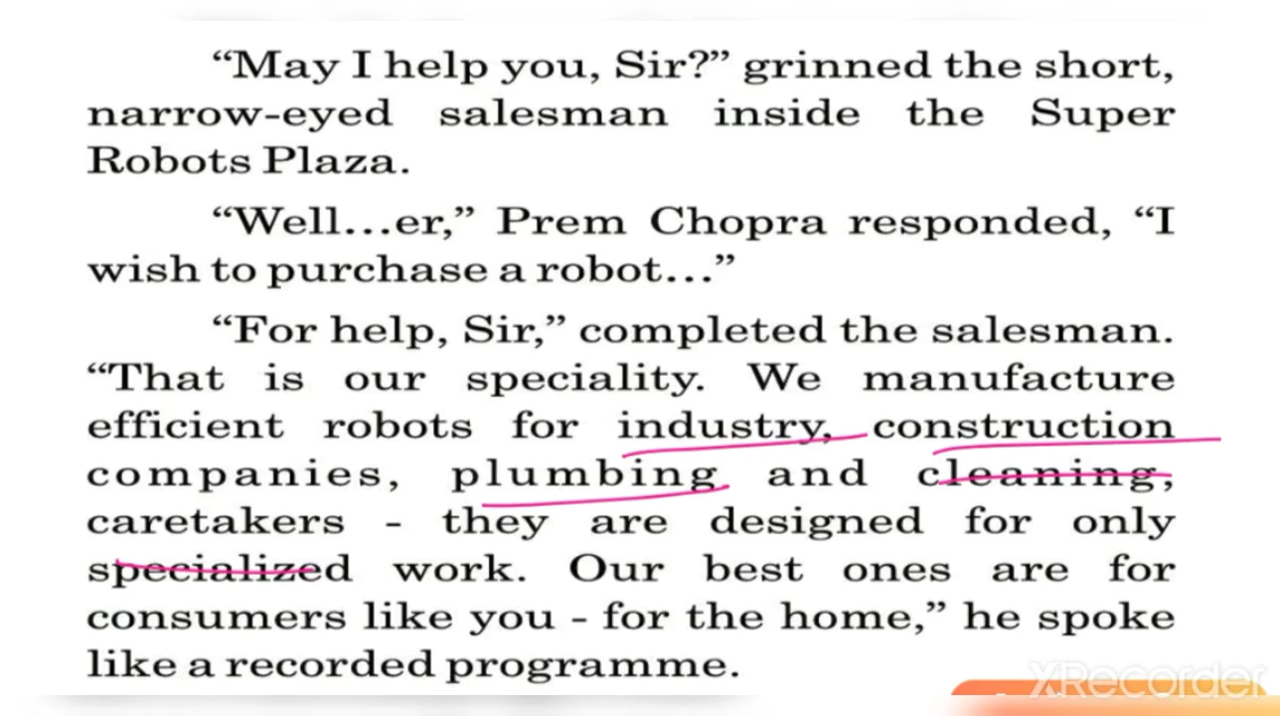 “May I help you, Sir?” grinned the short,
narrow-eyed salesman inside the Super
Robots Plaza.
“Well...er,” Prem Chopra responded, “I
wish to purchase a robot...”
“For help, Sir,” completed the salesman.
“That is our speciality. We manufacture
efficient robots for industry, construction
companies, plumbing and cleaning,
caretakers - they are designed for only
specialized work. Our best ones are for
consumers like you - for the home,” he spoke
like a recorded programme.
XRecorder